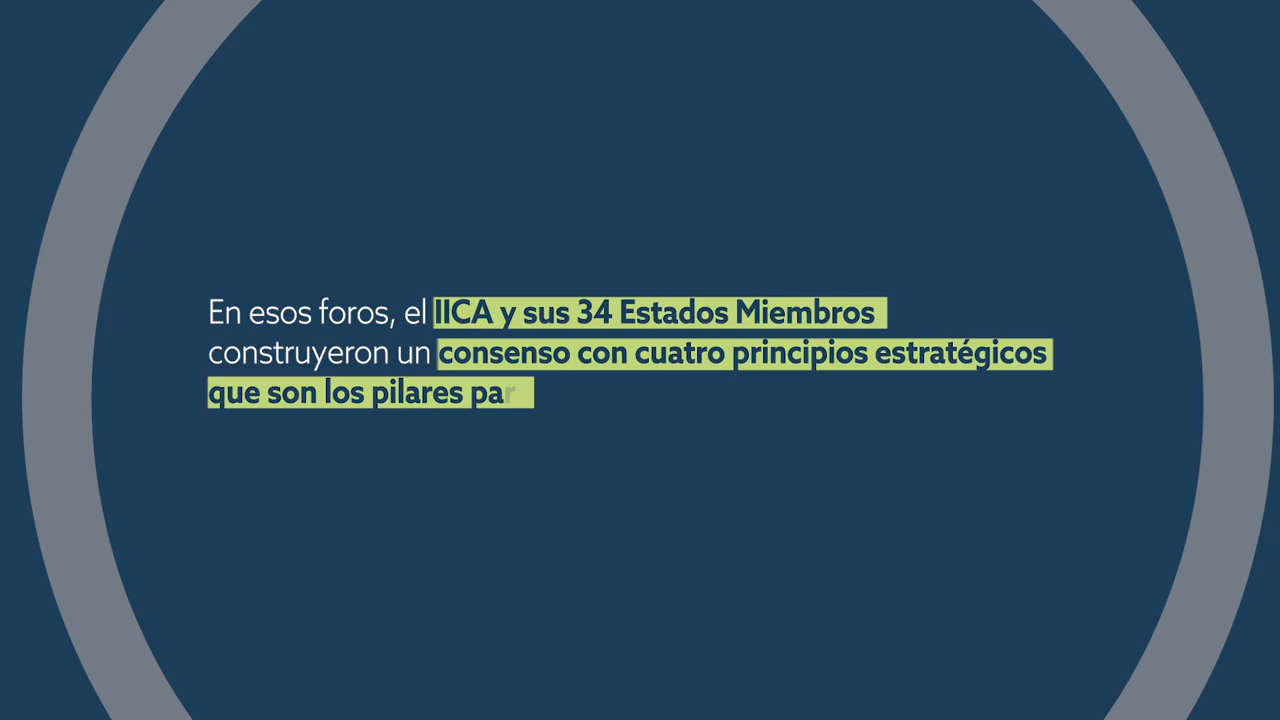 En esos foros, el IICA y sus 34 Estados Miembros
construyeron un consenso con cuatro principios estratégicos
que son los pilares par